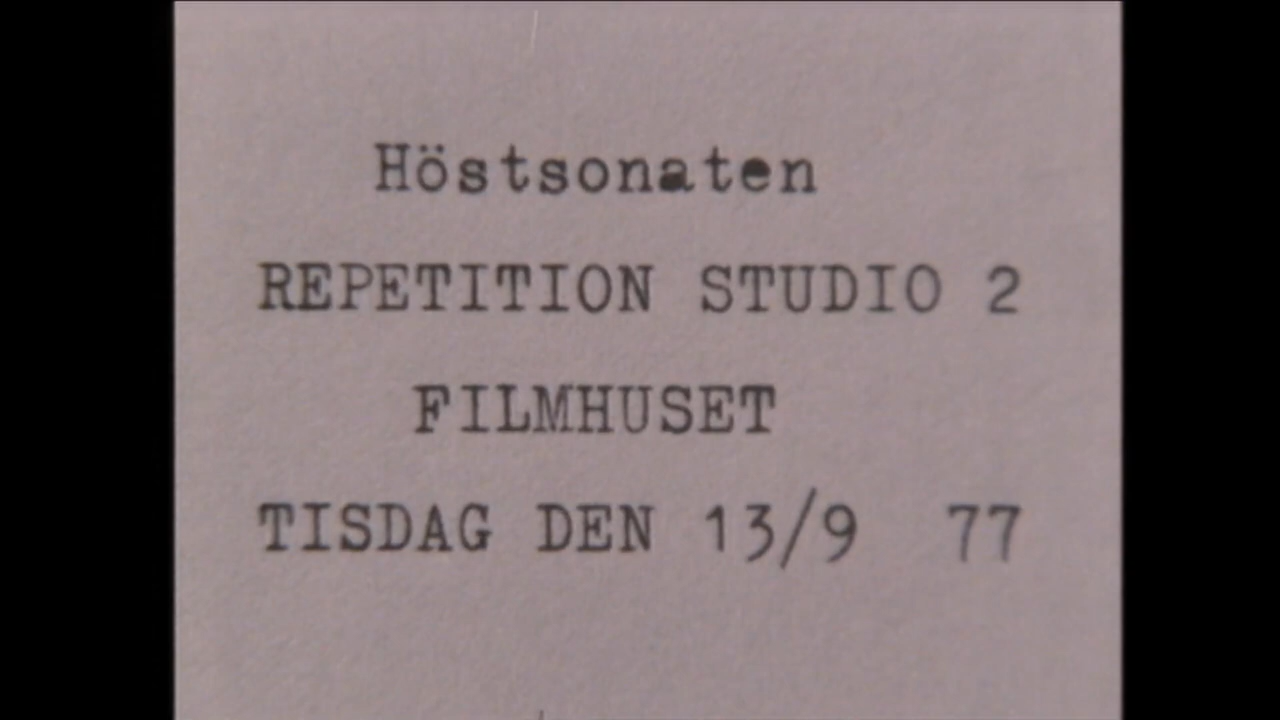 Höstsonaten
REPETITION STUDIO 2
FILMHUSET
TISDAG DEN 13/9 77